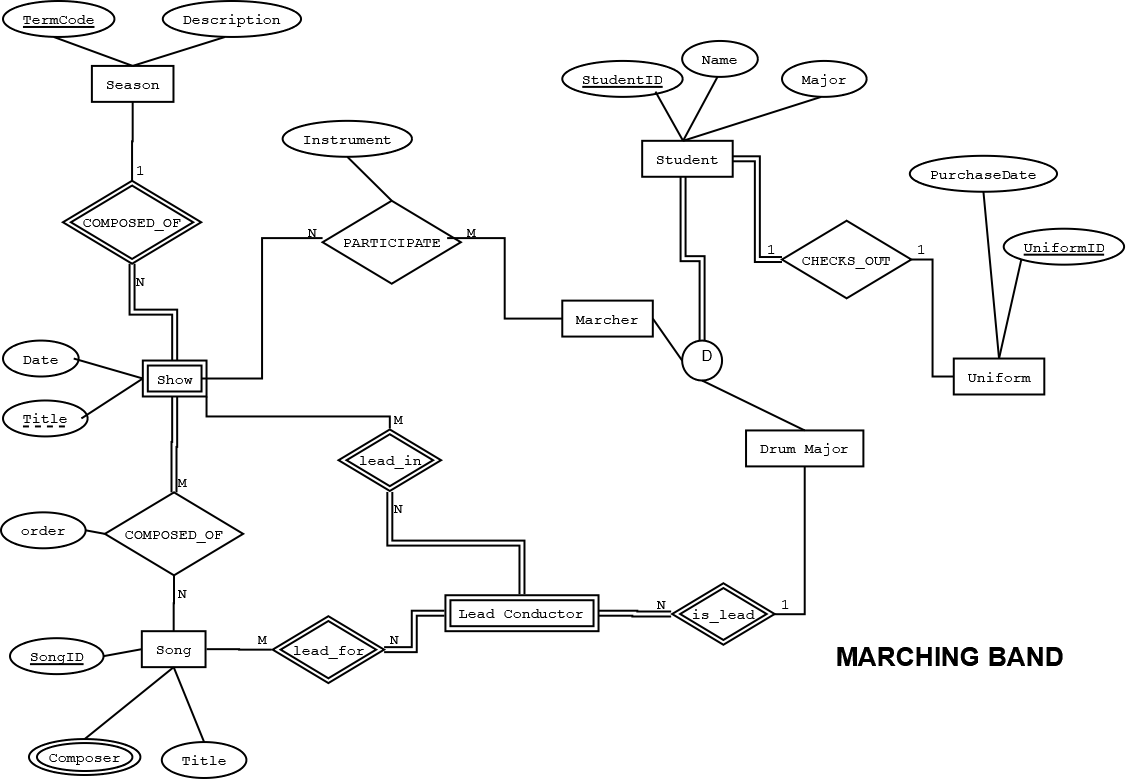 TermCode
Description
Season
1
COMPOSED_OF
N
Instrument
PARTICIPATE
N
M
StudentID
Name
Major
Student
1
CHECKS_OUT
1
PurchaseDate
UniformID
Uniform
Marcher
D
Drum Major
Date
Title
Show
M
lead_in
N
M
order
COMPOSED_OF
N
Lead Conductor
N
is_lead
1
SongID
Song
M
lead_for
N
Composer
Title
MARCHING BAND